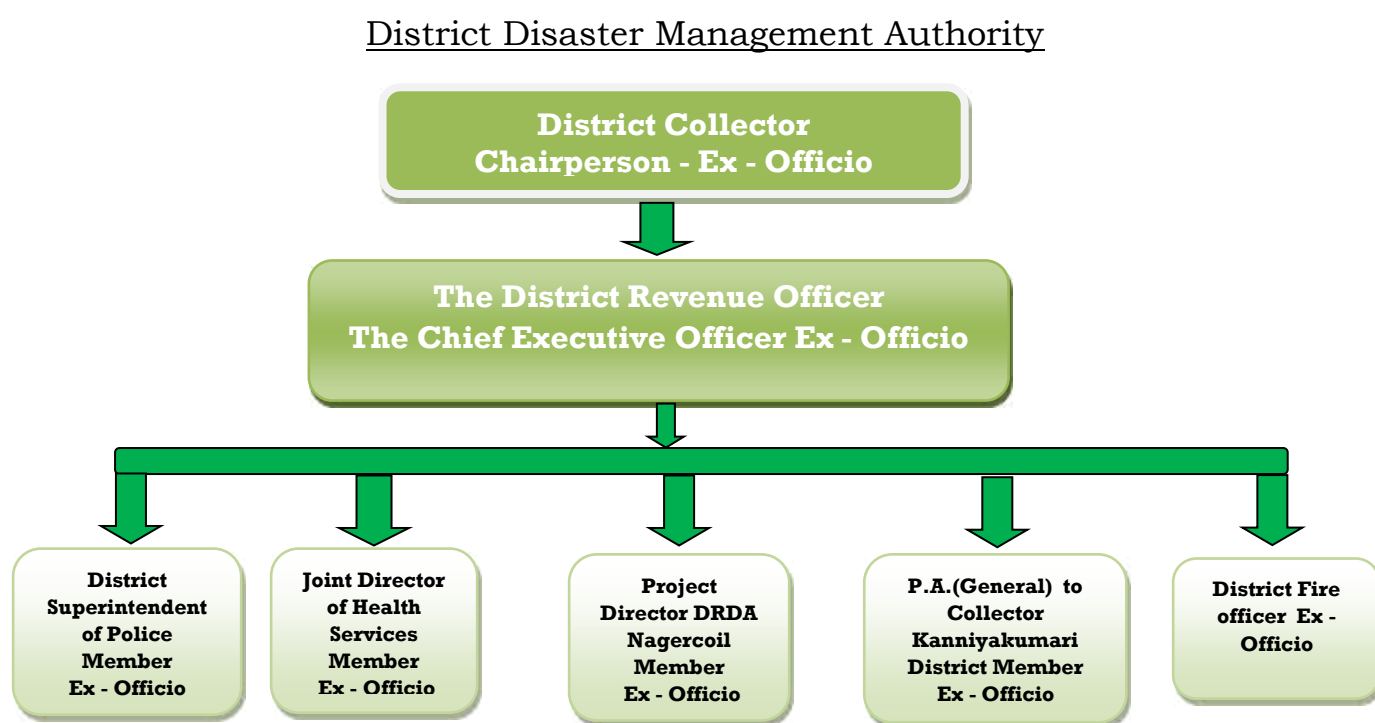 District Disaster Management Authority
District Collector
Chairperson - Ex - Officio
The District Revenue Officer
The Chief Executive Officer Ex - Officio
District
Superintendent
of Police
Member
Ex - Officio
Joint Director
of Health
Services
Member
Ex - Officio
Project
Director DRDA
Nagercoil
Member
Ex - Officio
P.A.(General) to
Collector
Kanniyakumari
District Member
Ex - Officio
District Fire
officer Ex -
Officio